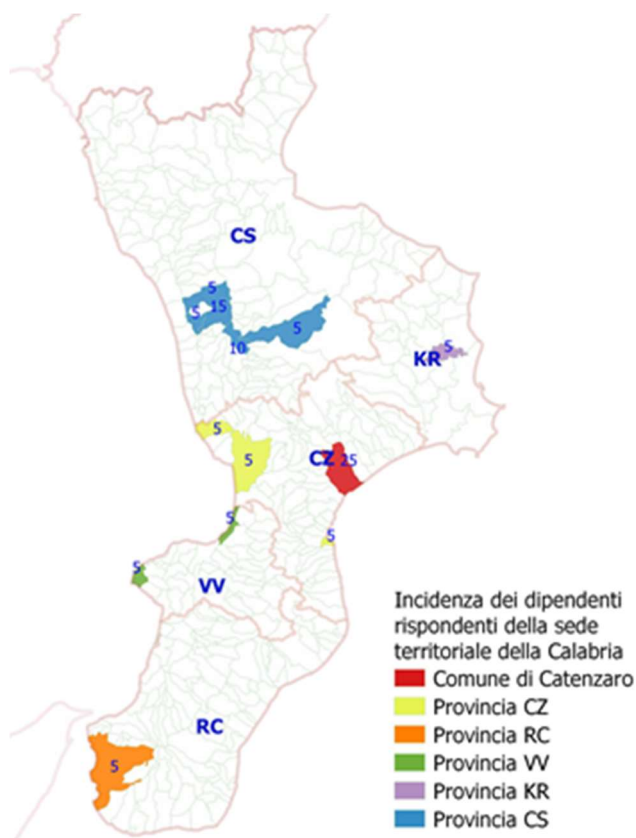 CS
5
5 15
5
10
5
KR
5
5
CZ 25
5
5
5
VV
RC
5
Incidenza dei dipendenti
rispondenti della sede
territoriale della Calabria
Comune di Catenzaro
Provincia CZ
Provincia RC
Provincia VV
Provincia KR
Provincia CS